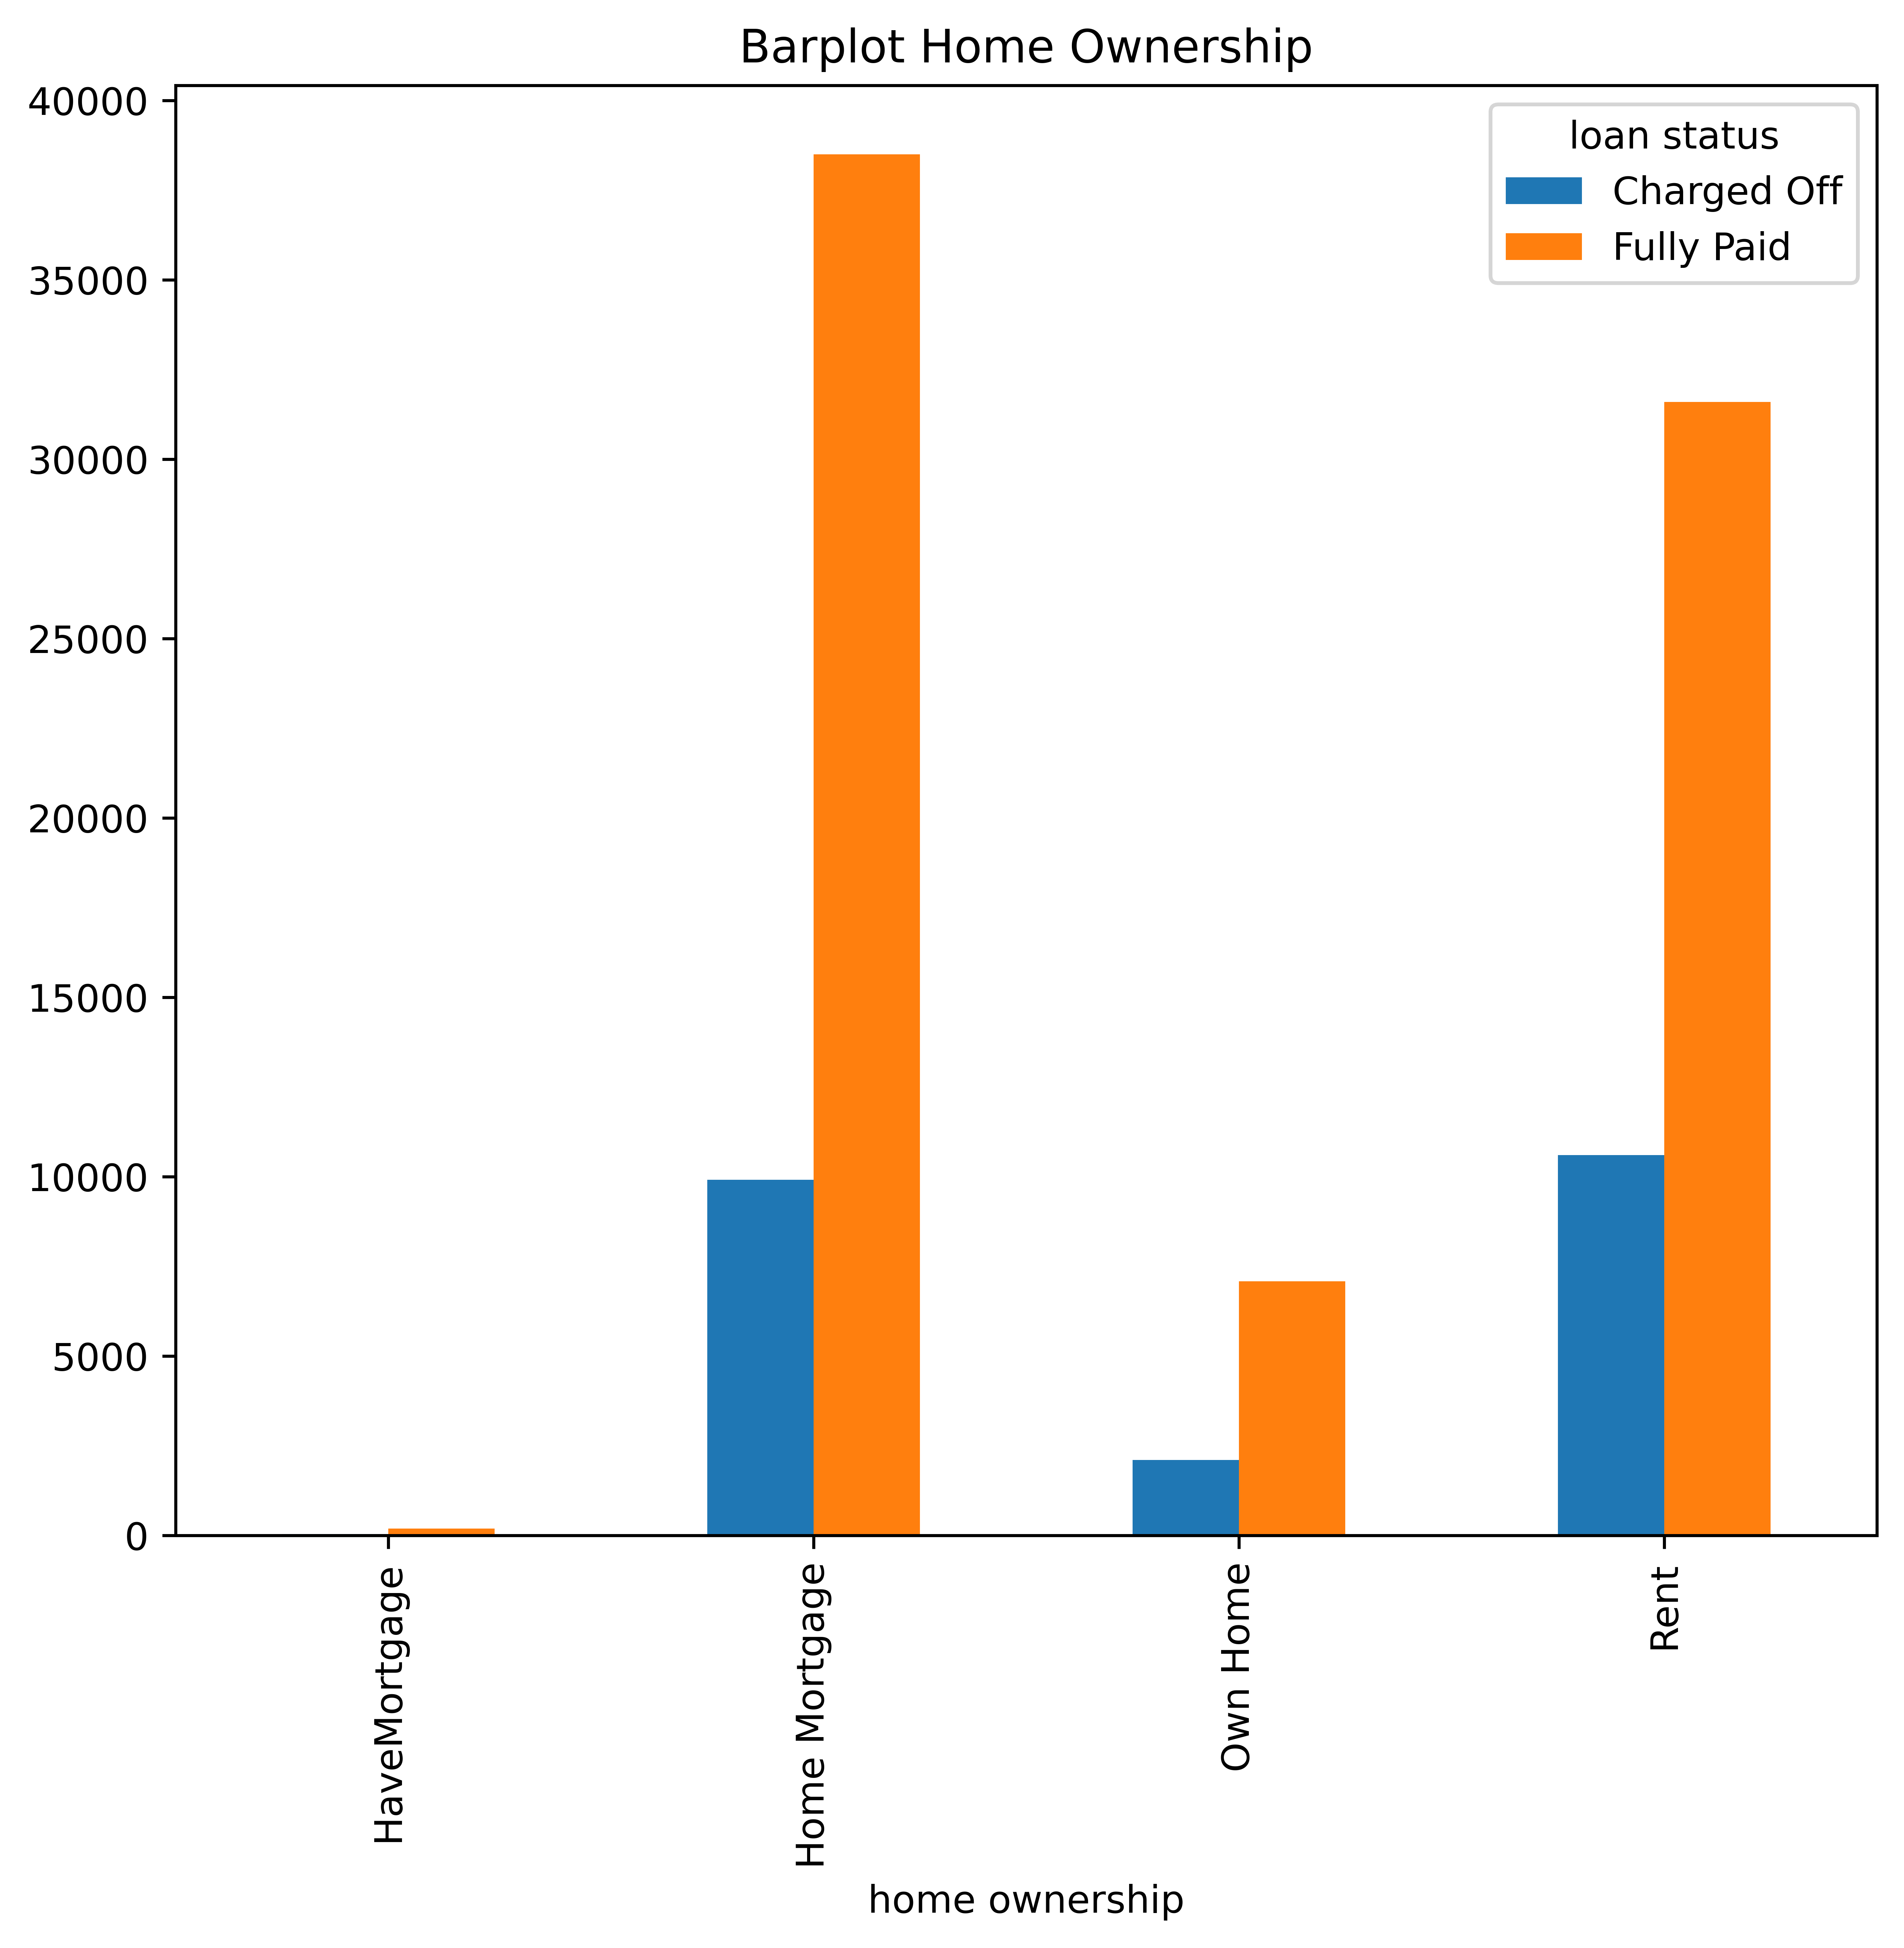 Barplot Home Ownership
loan status
Charged Off
Fully Paid
40000
35000
30000
25000
20000
15000
10000
5000
0
HaveMortgage
Home Mortgage
Own Home
Rent
home ownership